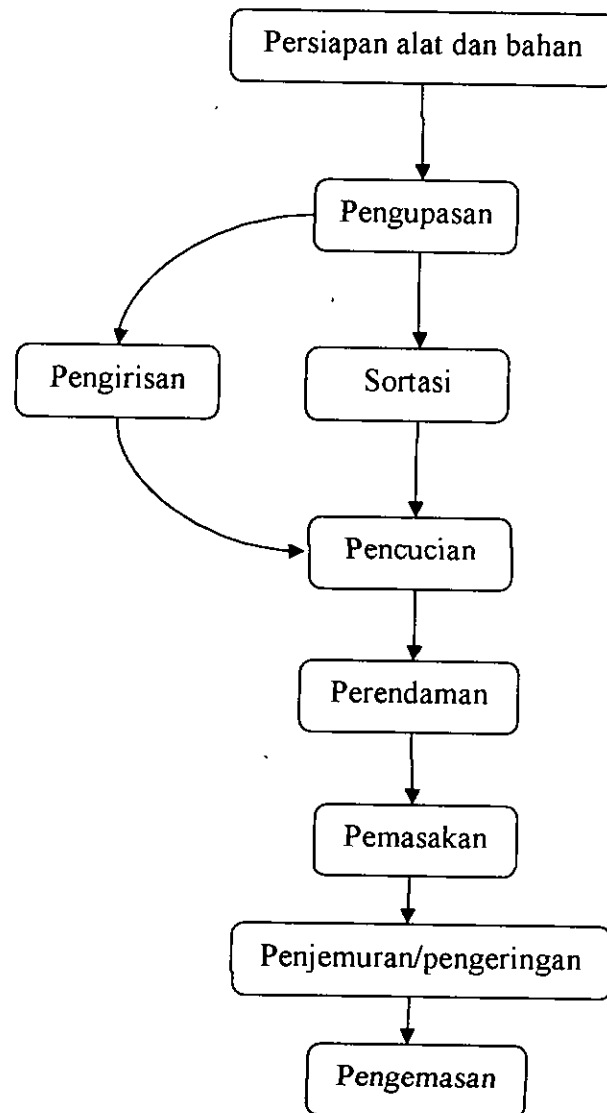 Persiapan alat dan bahan
Pengupasan
Pengirisan
Sortasi
Pencucian
Perendaman
Pemasakan
Penjemuran/pengeringan
Pengemasan